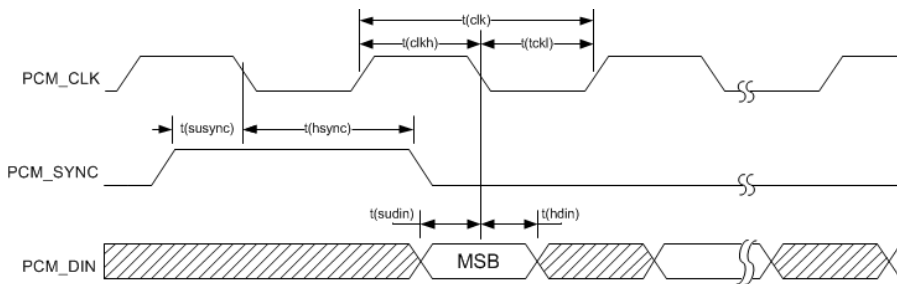 t(clk)
t(clkh)
t(tckl)
PCM_CLK
t(susync)
t(hsync)
PCM_SYNC
t(sudin)
t(hdin)
PCM_DIN
MSB